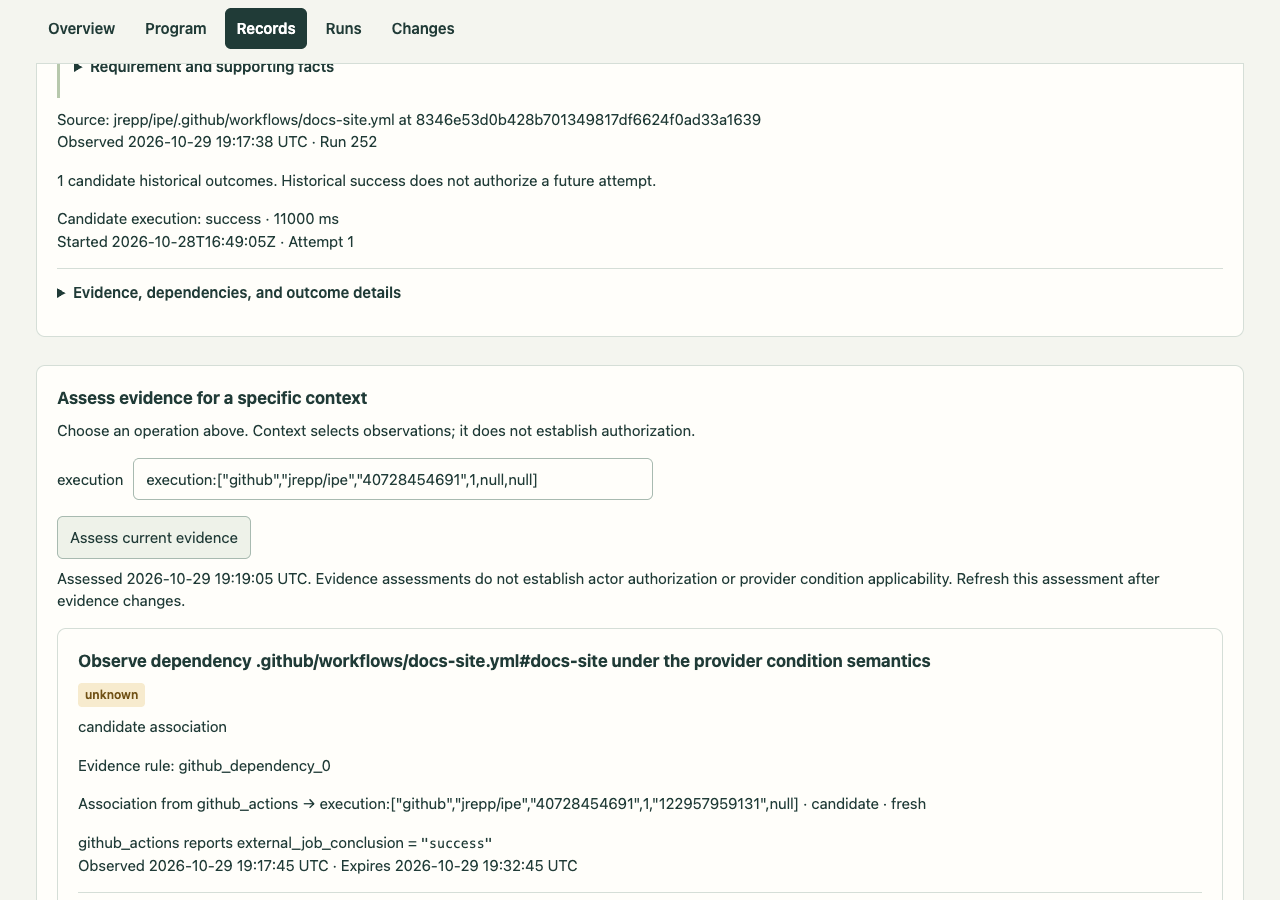 Overview Program Records Runs Changes
▶ Requirement and supporting facts
Source: jrepp/ipe/.github/workflows/docs-site.yml at 8346e53d0b428b701349817df6624f0ad33a1639
Observed 2026-10-29 19:17:38 UTC · Run 252
1 candidate historical outcomes. Historical success does not authorize a future attempt.
Candidate execution: success · 11000 ms
Started 2026-10-28T16:49:05Z · Attempt 1
▶ Evidence, dependencies, and outcome details
Assess evidence for a specific context
Choose an operation above. Context selects observations; it does not establish authorization.
execution execution:["github","jrepp/ipe","40728454691",1,null,null]
Assess current evidence
Assessed 2026-10-29 19:19:05 UTC. Evidence assessments do not establish actor authorization or provider condition applicability. Refresh this assessment after
evidence changes.
Observe dependency .github/workflows/docs-site.yml#docs-site under the provider condition semantics
unknown
candidate association
Evidence rule: github_dependency_0
Association from github_actions → execution:["github","jrepp/ipe","40728454691",1,"122957959131",null] · candidate · fresh
github_actions reports external_job_conclusion = "success"
Observed 2026-10-29 19:17:45 UTC · Expires 2026-10-29 19:32:45 UTC